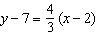 y − 7 = 4/3 (x − 2)